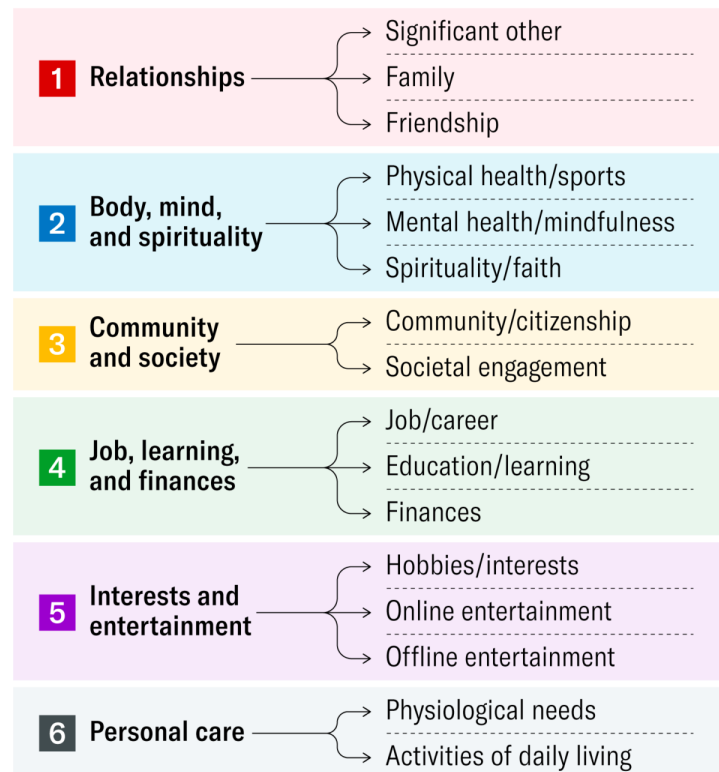 1 Relationships
Significant other
Family
Friendship
2 Body, mind,
and spirituality
Physical health/sports
Mental health/mindfulness
Spirituality/faith
3 Community
and society
Community/citizenship
Societal engagement
4 Job, learning,
and finances
Job/career
Education/learning
Finances
5 Interests and
entertainment
Hobbies/interests
Online entertainment
Offline entertainment
6 Personal care
Physiological needs
Activities of daily living